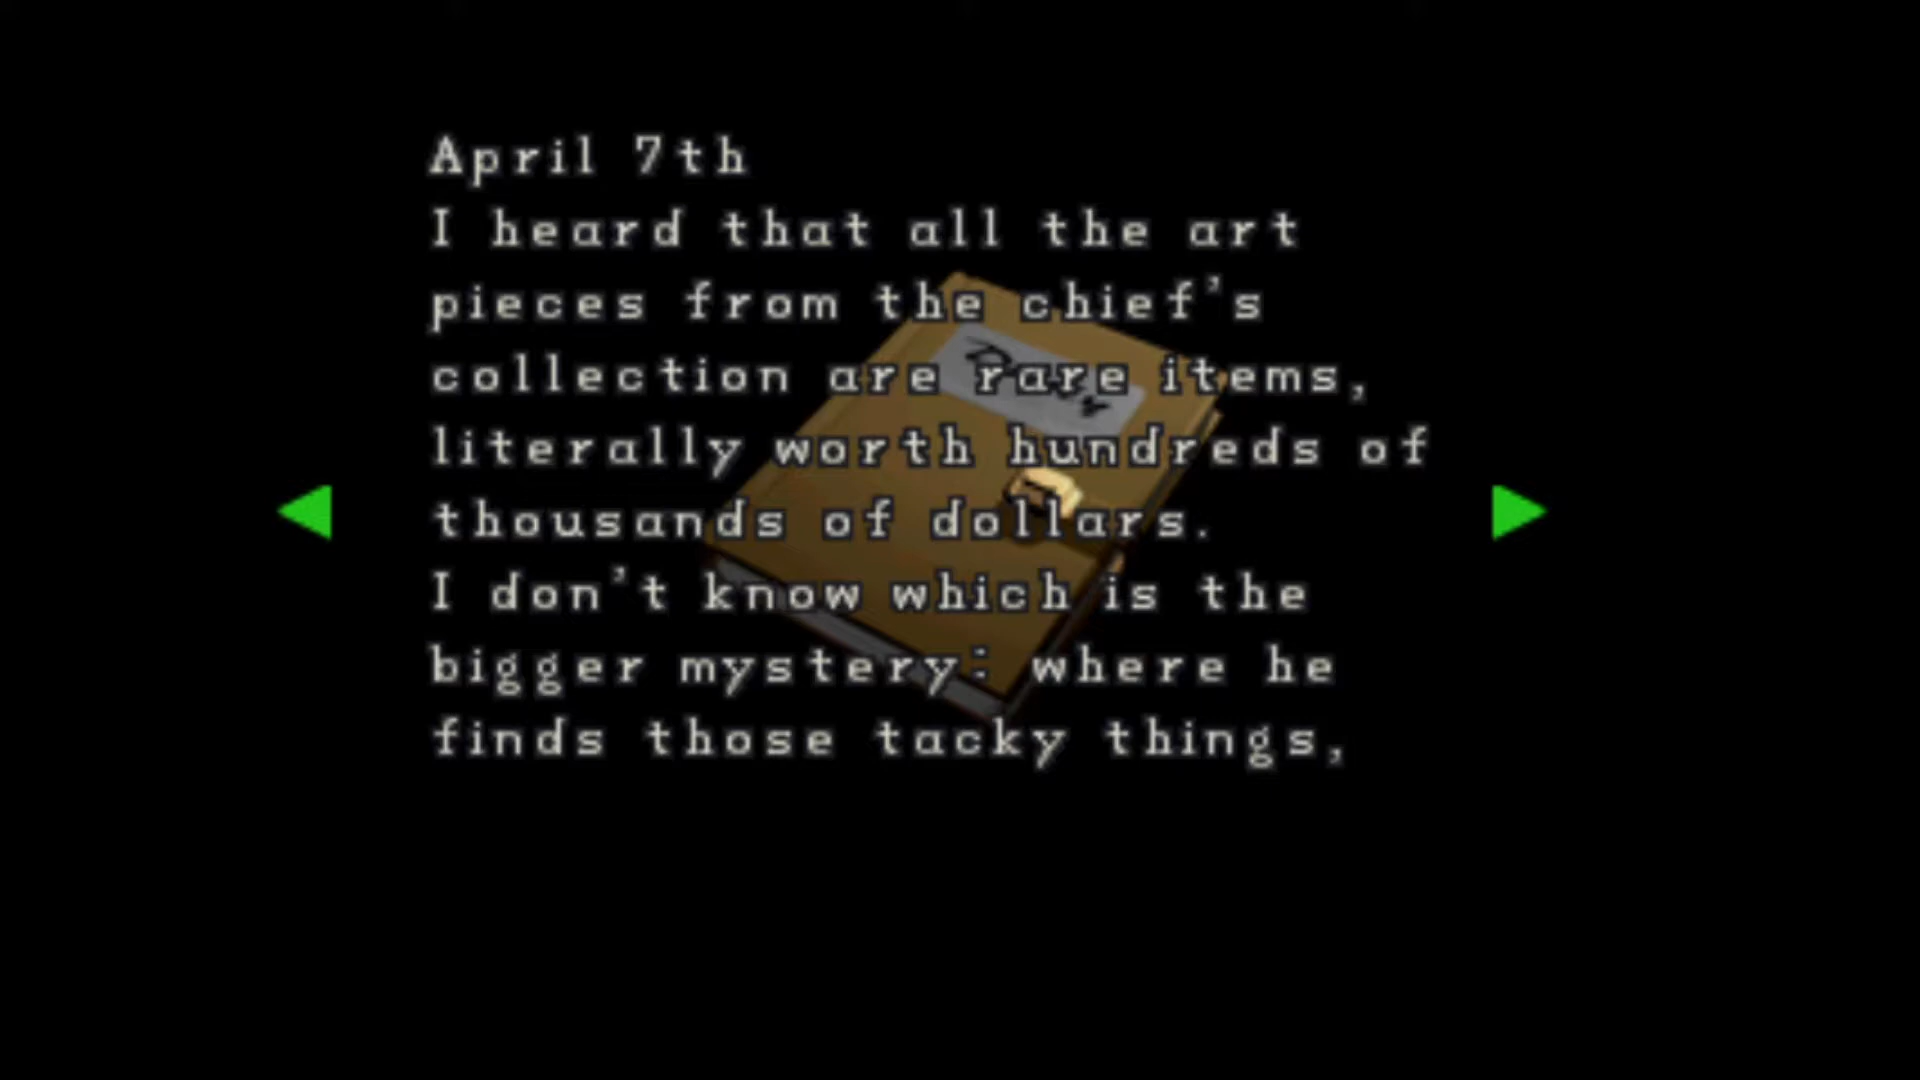 April 7th
I heard that all the art
pieces from the chief's
collection are rare items,
literally worth hundreds of
thousands of dollars.
I don't know which is the
bigger mystery: where he
finds those tacky things,